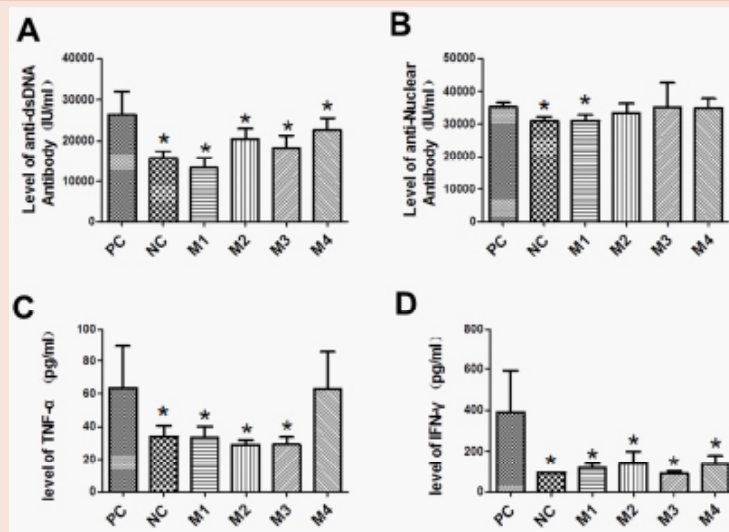 A
Level of anti-dsDNA
Antibody (IU/ml)
40000
30000
20000
10000
0
* * * * *
PC NC M1 M2 M3 M4
B
Level of anti-Nuclear
Antibody (IU/ml)
50000
40000
30000
20000
10000
0
* *
PC NC M1 M2 M3 M4
C
level of TNF-α (pg/ml)
100
80
60
40
20
0
* * * *
PC NC M1 M2 M3 M4
D
level of IFN-γ (pg/ml)
800
600
400
200
0
* * * * *
PC NC M1 M2 M3 M4